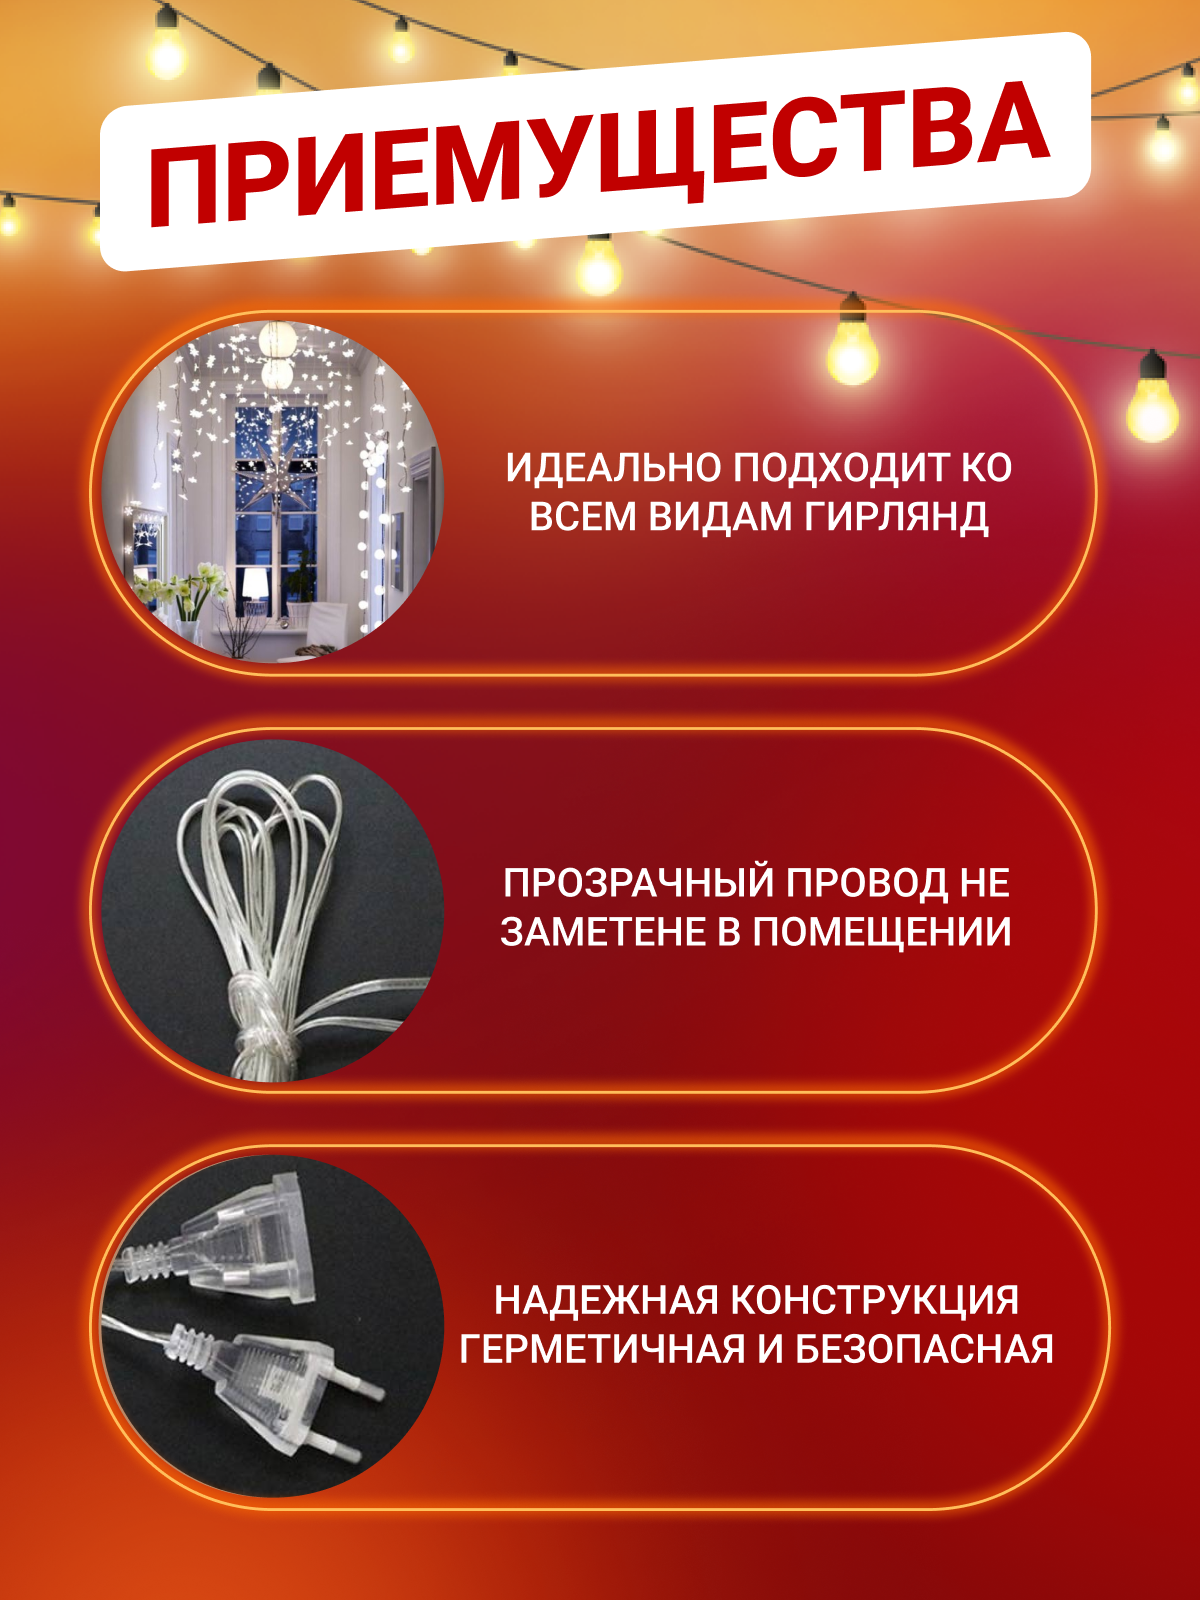 ПРИЕМУЩЕСТВА
ИДЕАЛЬНО ПОДХОДИТ КО
ВСЕМ ВИДАМ ГИРЛЯНД
ПРОЗРАЧНЫЙ ПРОВОД НЕ
ЗАМЕТЕНЕ В ПОМЕЩЕНИИ
НАДЕЖНАЯ КОНСТРУКЦИЯ
ГЕРМЕТИЧНАЯ И БЕЗОПАСНАЯ